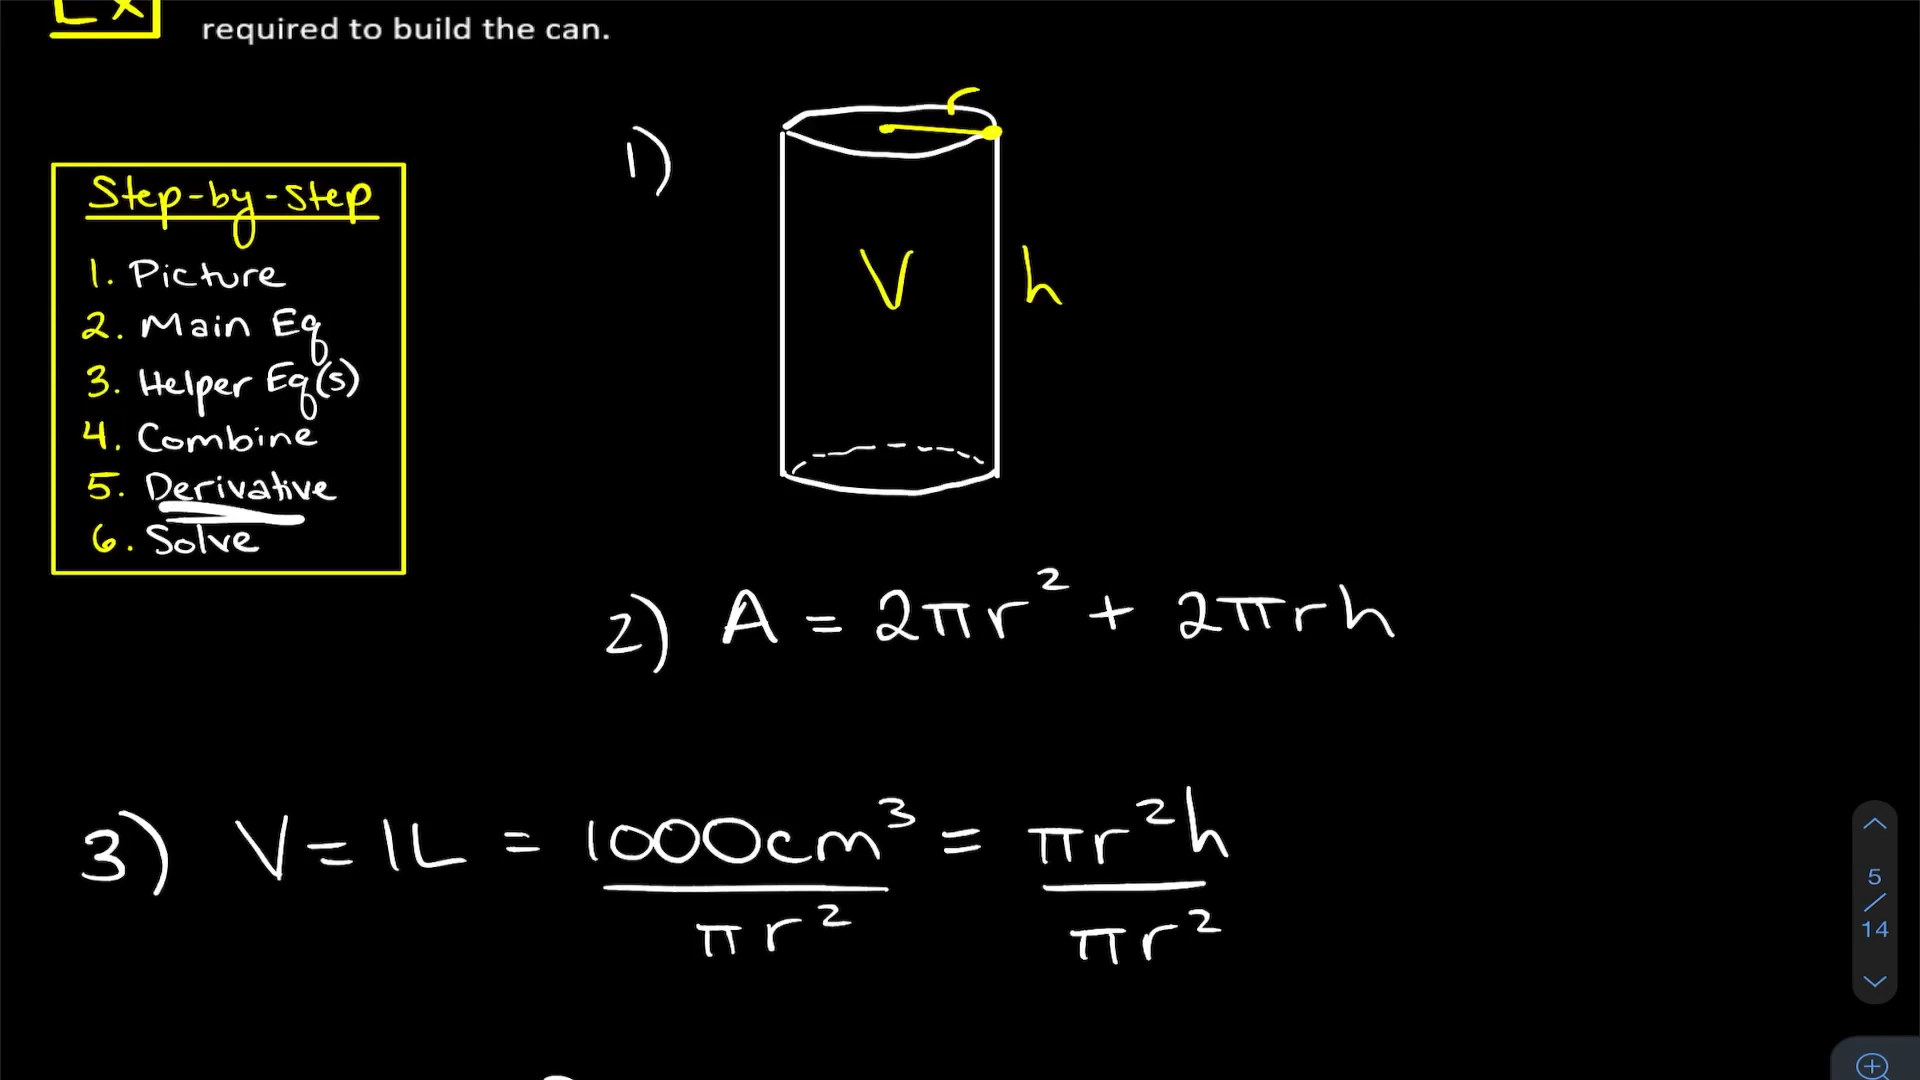 Ex
required to build the can.
Step-by-step
1. Picture
2. Main Eq
3. Helper Eq(s)
4. Combine
5. Derivative
6. Solve
1)
r
V
h
2) A = 2πr² + 2πrh
3) V = 1L = 1000cm³ / πr² = πr²h / πr²
5
/
14